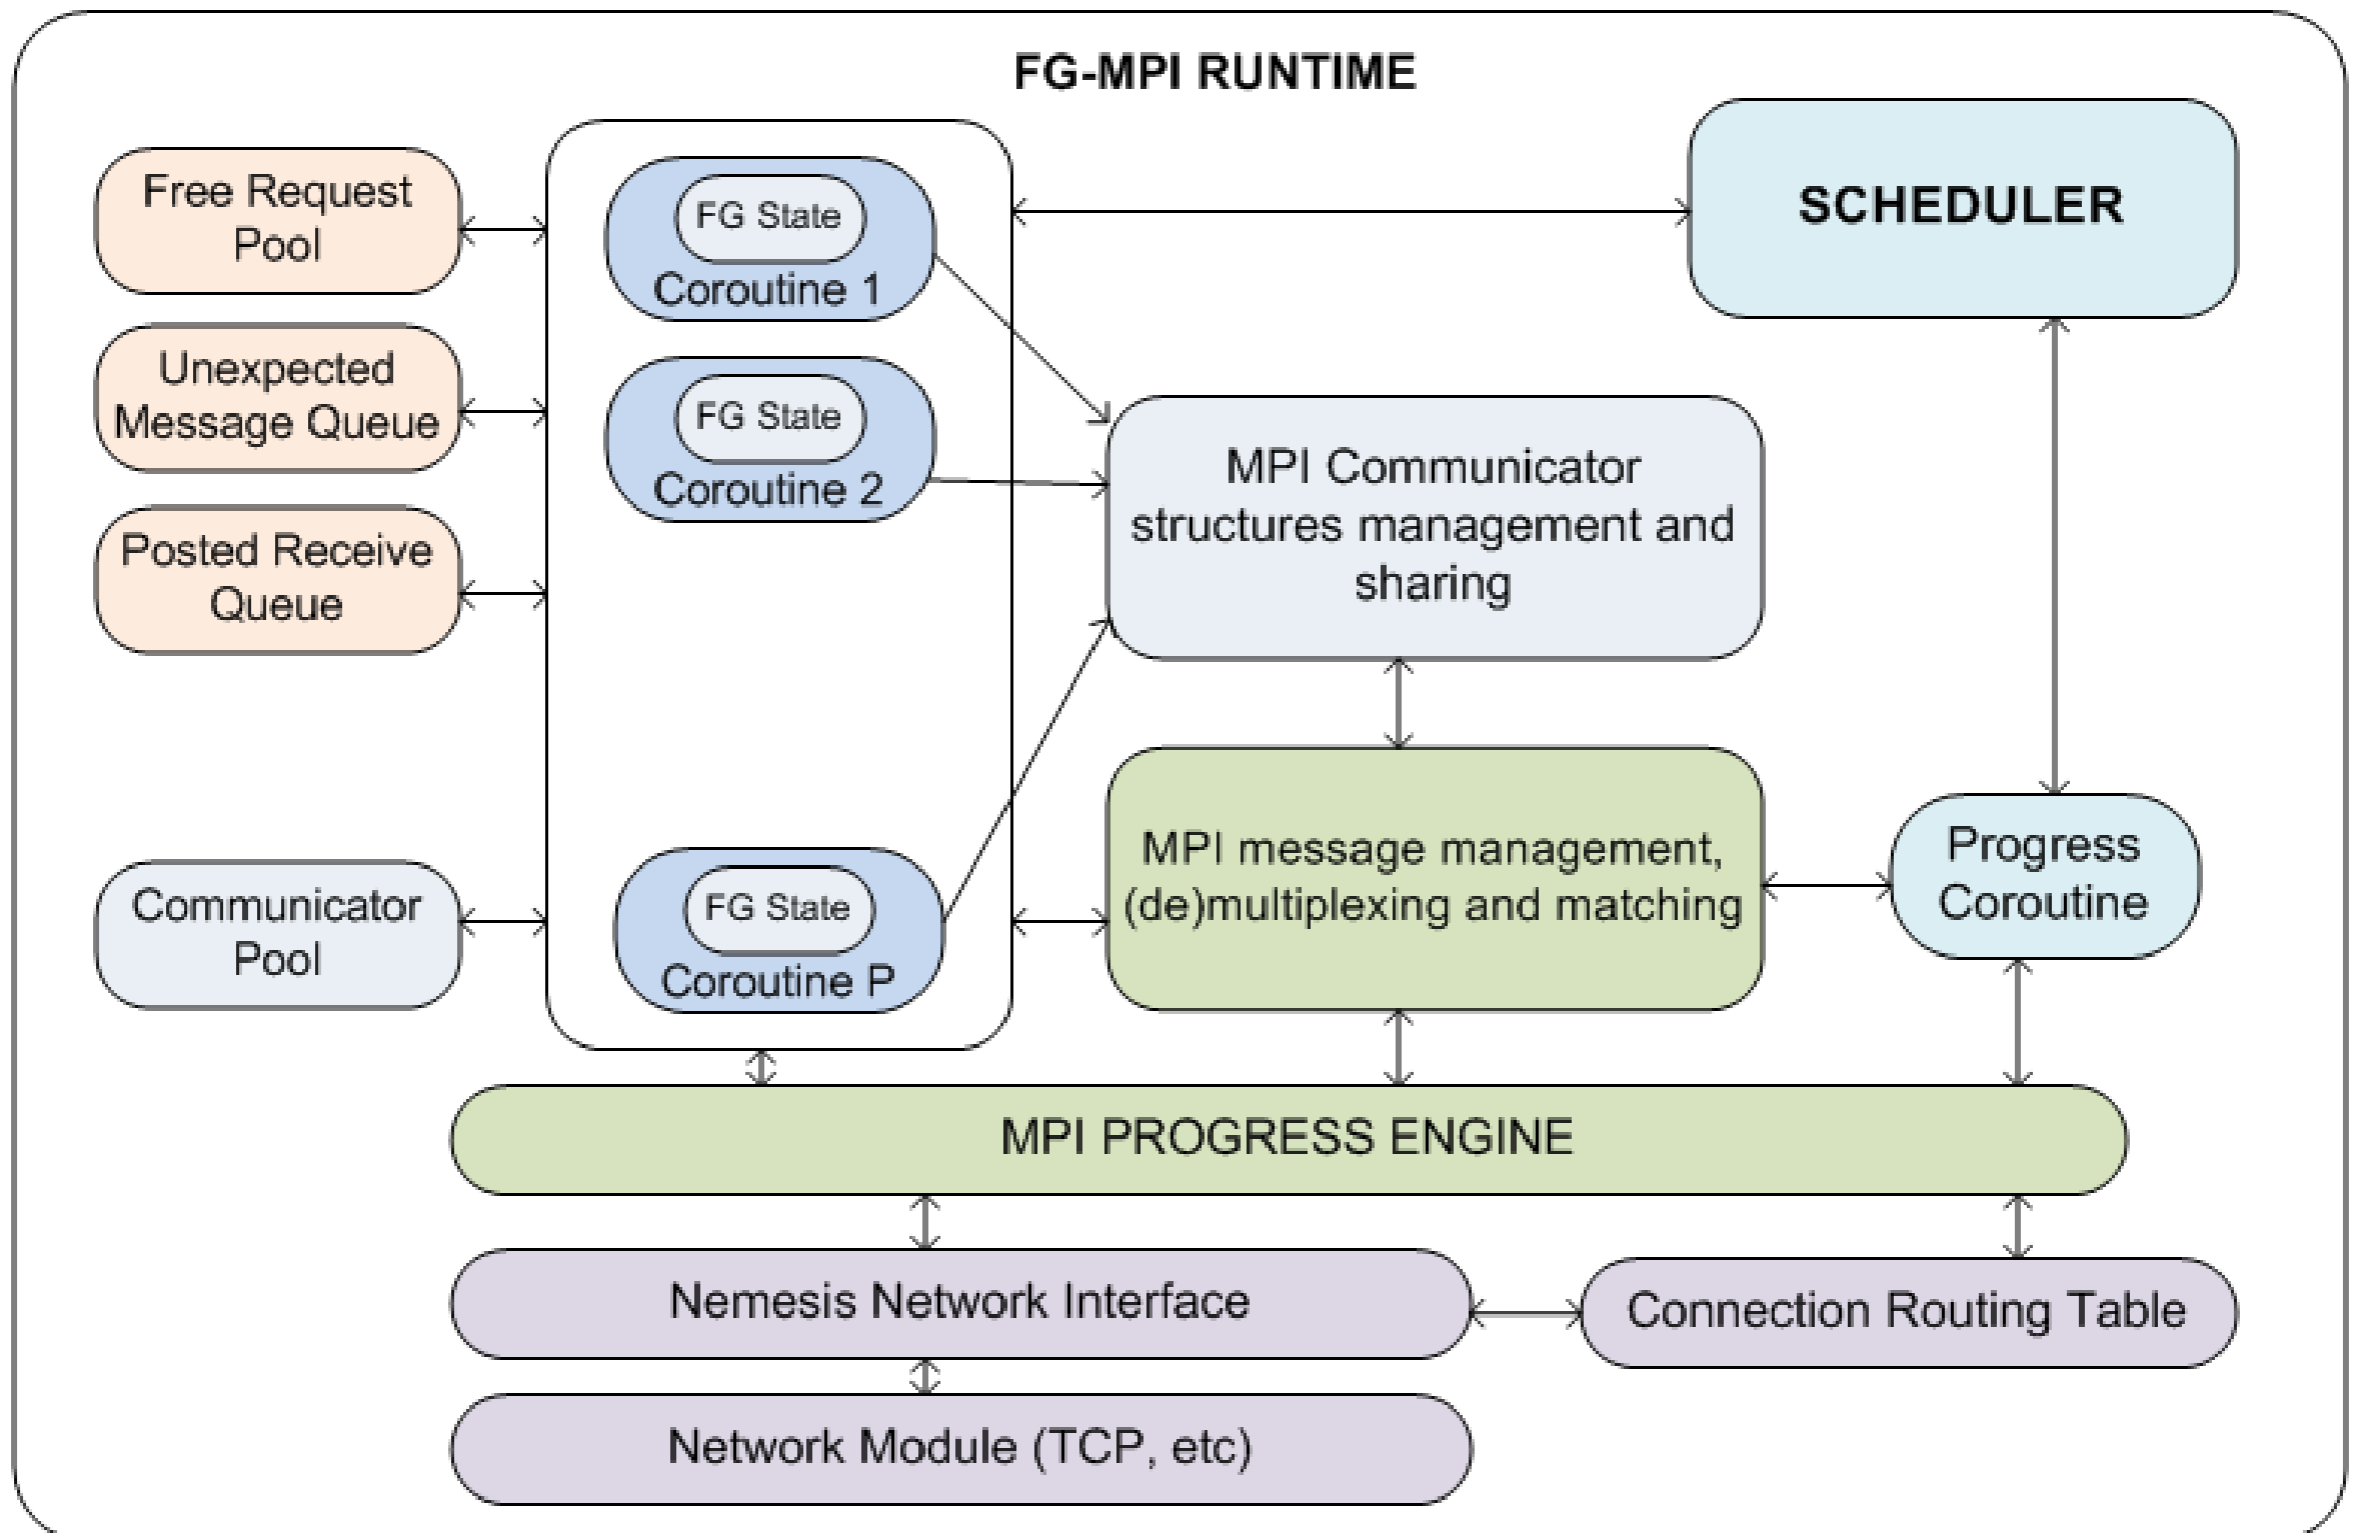 FG-MPI RUNTIME
Free Request
Pool
Unexpected
Message Queue
Posted Receive
Queue
Communicator
Pool
FG State
Coroutine 1
FG State
Coroutine 2
FG State
Coroutine P
SCHEDULER
MPI Communicator
structures management and
sharing
MPI message management,
(de)multiplexing and matching
Progress
Coroutine
MPI PROGRESS ENGINE
Nemesis Network Interface
Connection Routing Table
Network Module (TCP, etc)